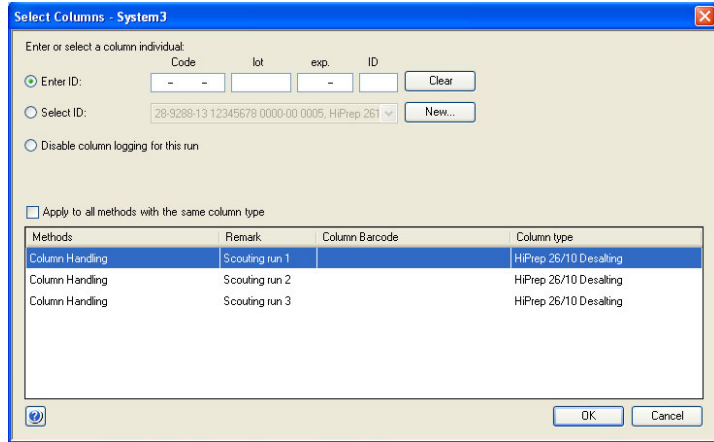 Select Columns - System3
Enter or select a column individual:
Code lot exp. ID
Enter ID: - - - Clear
Select ID: 28-9288-13 12345678 0000-00 0005, HiPrep 261 New...
Disable column logging for this run
Apply to all methods with the same column type
Methods Remark Column Barcode Column type
Column Handling Scouting run 1 HiPrep 26/10 Desalting
Column Handling Scouting run 2 HiPrep 26/10 Desalting
Column Handling Scouting run 3 HiPrep 26/10 Desalting
? OK Cancel